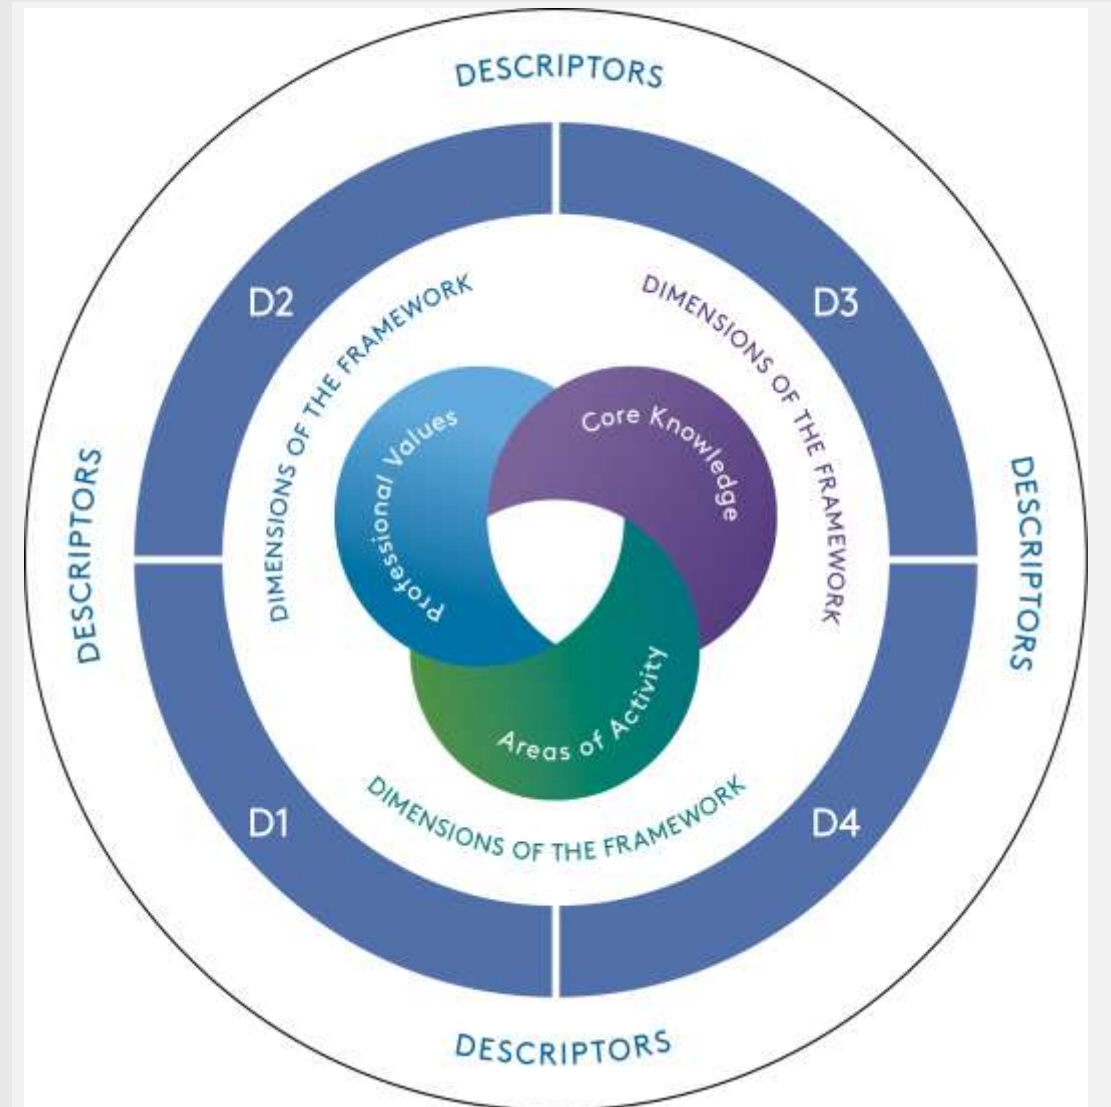 DESCRIPTORS
D2
D3
DIMENSIONS OF THE FRAMEWORK
DIMENSIONS OF THE FRAMEWORK
Professional Values
Core Knowledge
DESCRIPTORS
DESCRIPTORS
Areas of Activity
DIMENSIONS OF THE FRAMEWORK
D1
D4
DESCRIPTORS